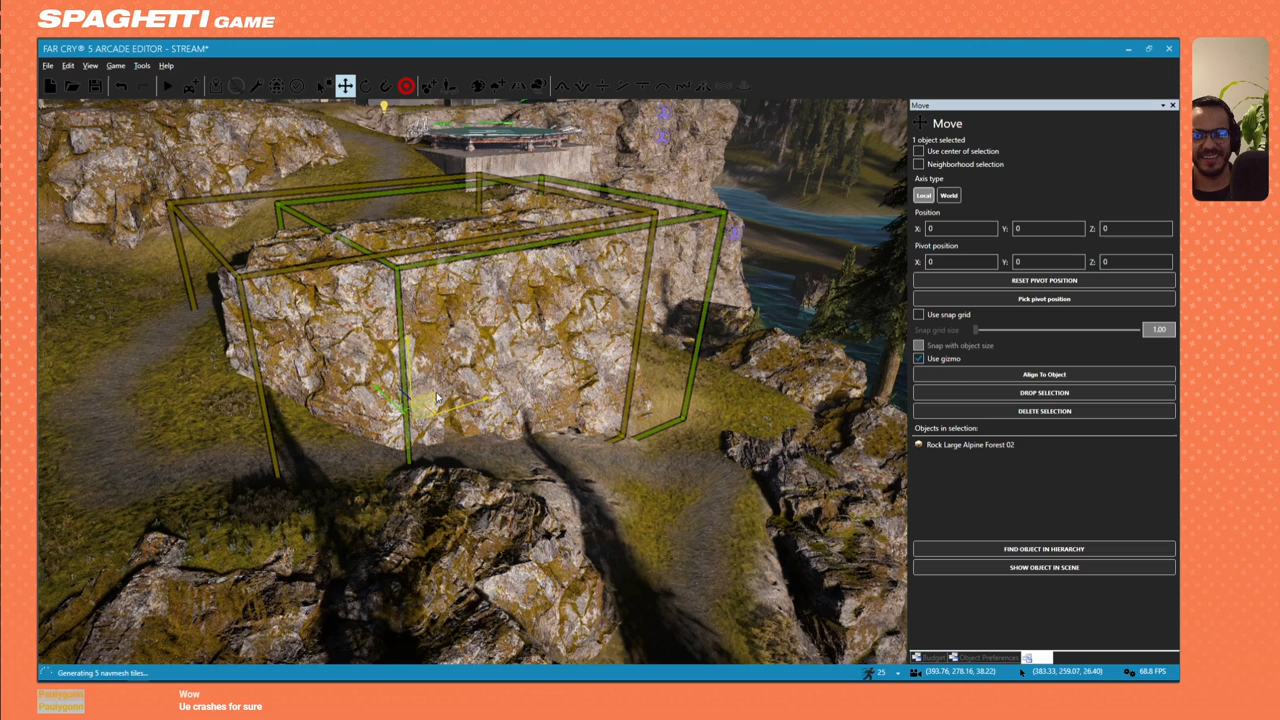 SPAGHETTI GAME
FAR CRY® 5 ARCADE EDITOR - STREAM*
File Edit View Game Tools Help
Move
Move
1 object selected
Use center of selection
Neighborhood selection
Axis type
Local World
Position
X: 0 Y: 0 Z: 0
Pivot position
X: 0 Y: 0 Z: 0
RESET PIVOT POSITION
Pick pivot position
Use snap grid
Snap grid size 1.00
Snap with object size
Use gizmo
Align To Object
DROP SELECTION
DELETE SELECTION
Objects in selection:
Rock Large Alpine Forest 02
FIND OBJECT IN HIERARCHY
SHOW OBJECT IN SCENE
Budget Object Preferences
Generating 5 navmesh tiles... 25 (393.76, 278.16, 38.22) (383.33, 259.07, 26.40) 68.8 FPS
Paulygonn Wow
Paulygonn Ue crashes for sure